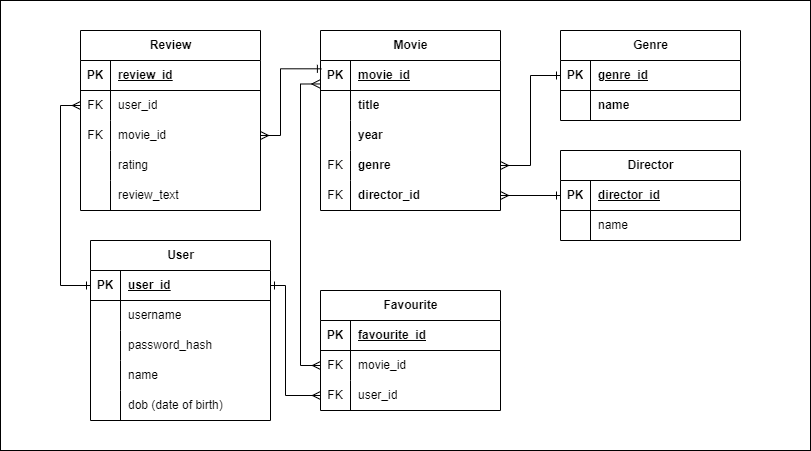 Review
PK review_id
FK user_id
FK movie_id
rating
review_text
Movie
PK movie_id
title
year
FK genre
FK director_id
Genre
PK genre_id
name
Director
PK director_id
name
User
PK user_id
username
password_hash
name
dob (date of birth)
Favourite
PK favourite_id
FK movie_id
FK user_id